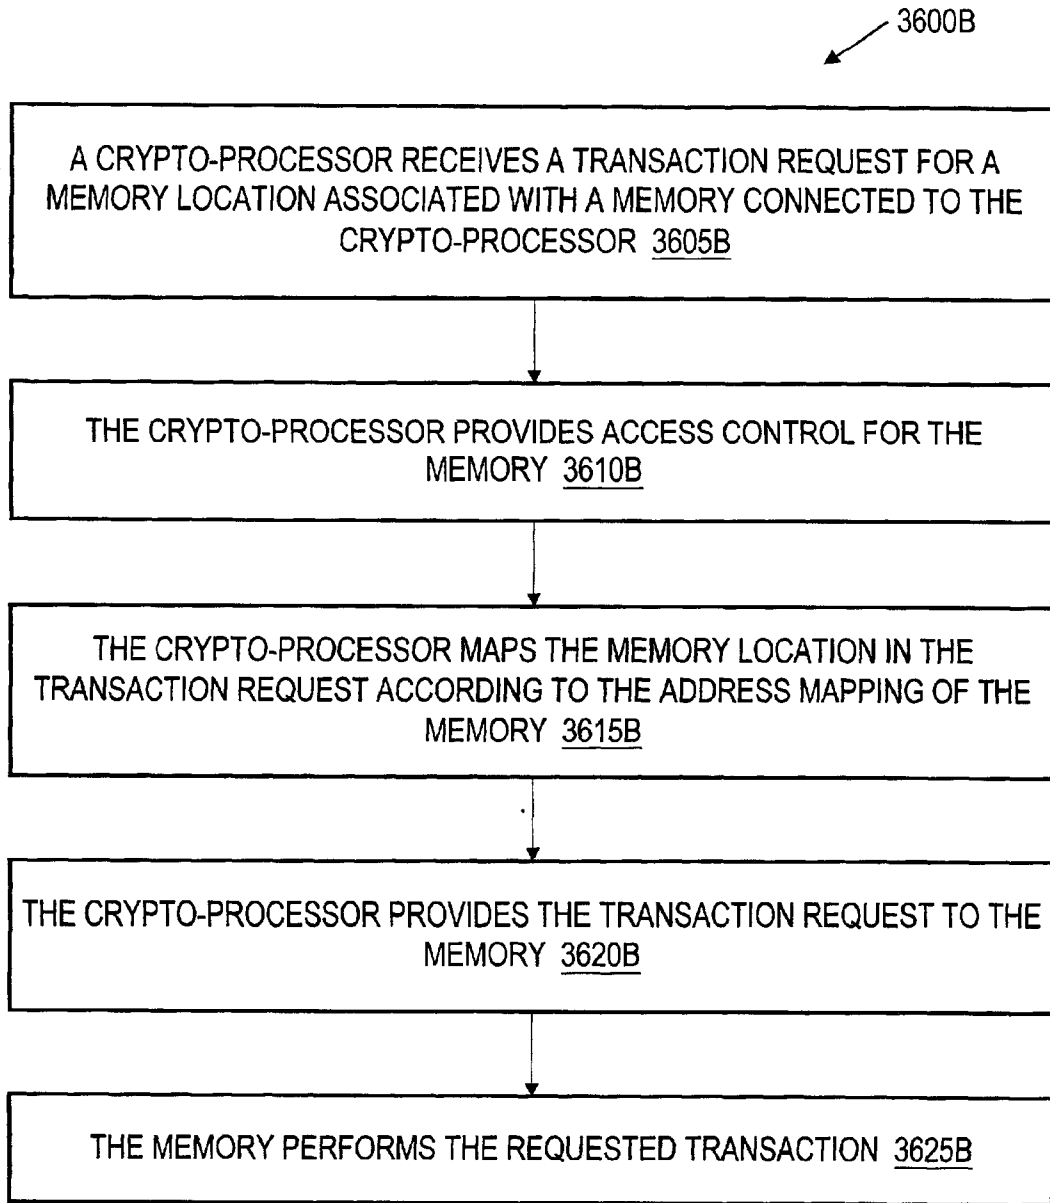 3600B
A CRYPTO-PROCESSOR RECEIVES A TRANSACTION REQUEST FOR A
MEMORY LOCATION ASSOCIATED WITH A MEMORY CONNECTED TO THE
CRYPTO-PROCESSOR 3605B
THE CRYPTO-PROCESSOR PROVIDES ACCESS CONTROL FOR THE
MEMORY 3610B
THE CRYPTO-PROCESSOR MAPS THE MEMORY LOCATION IN THE
TRANSACTION REQUEST ACCORDING TO THE ADDRESS MAPPING OF THE
MEMORY 3615B
THE CRYPTO-PROCESSOR PROVIDES THE TRANSACTION REQUEST TO THE
MEMORY 3620B
THE MEMORY PERFORMS THE REQUESTED TRANSACTION 3625B